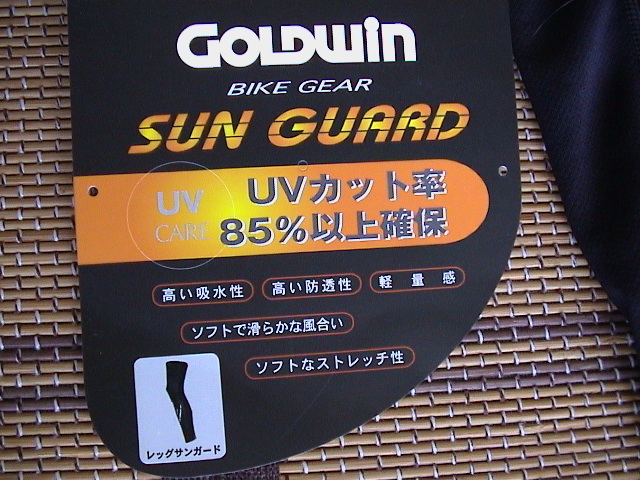 GOLDWIN
BIKE GEAR
SUN GUARD
UV
CARE
UVカット率
85%以上確保
高い吸水性
高い防透性
軽量感
ソフトで滑らかな風合い
ソフトなストレッチ性
レッグサンガード